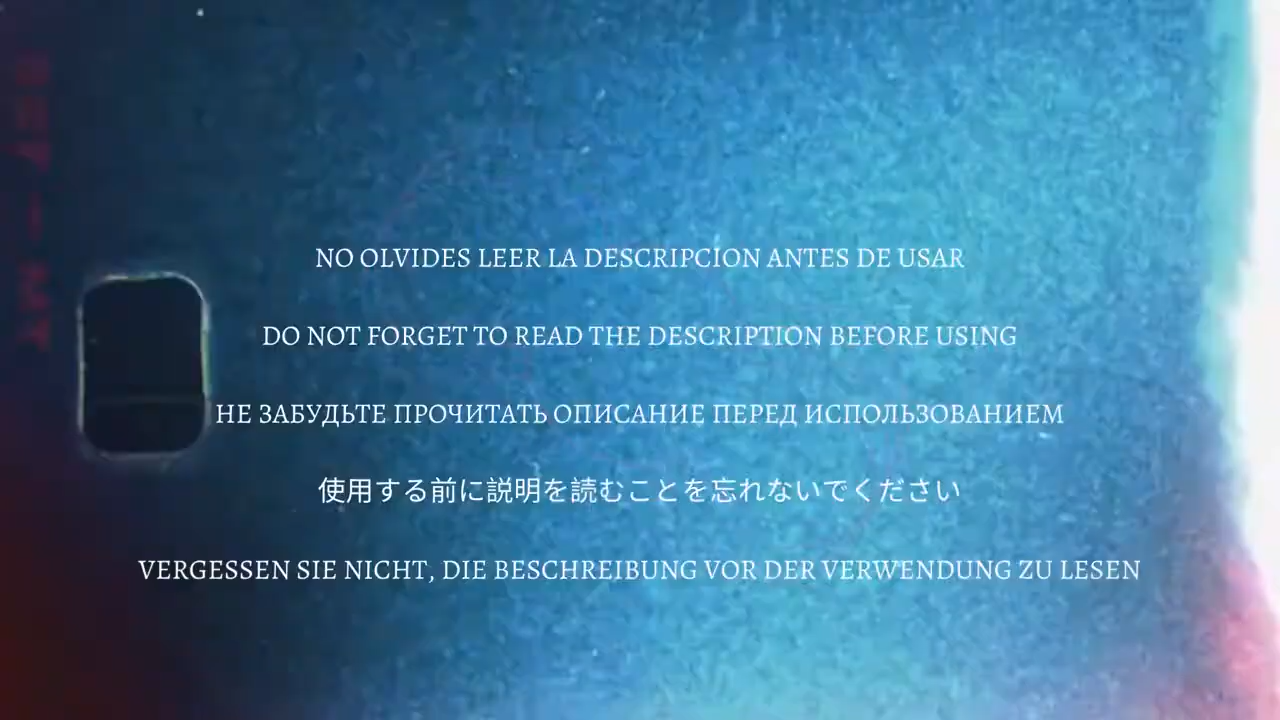 NO OLVIDES LEER LA DESCRIPCION ANTES DE USAR
DO NOT FORGET TO READ THE DESCRIPTION BEFORE USING
НЕ ЗАБУДЬТЕ ПРОЧИТАТЬ ОПИСАНИЕ ПЕРЕД ИСПОЛЬЗОВАНИЕМ
使用する前に説明を読むことを忘れないでください
VERGESSEN SIE NICHT, DIE BESCHREIBUNG VOR DER VERWENDUNG ZU LESEN